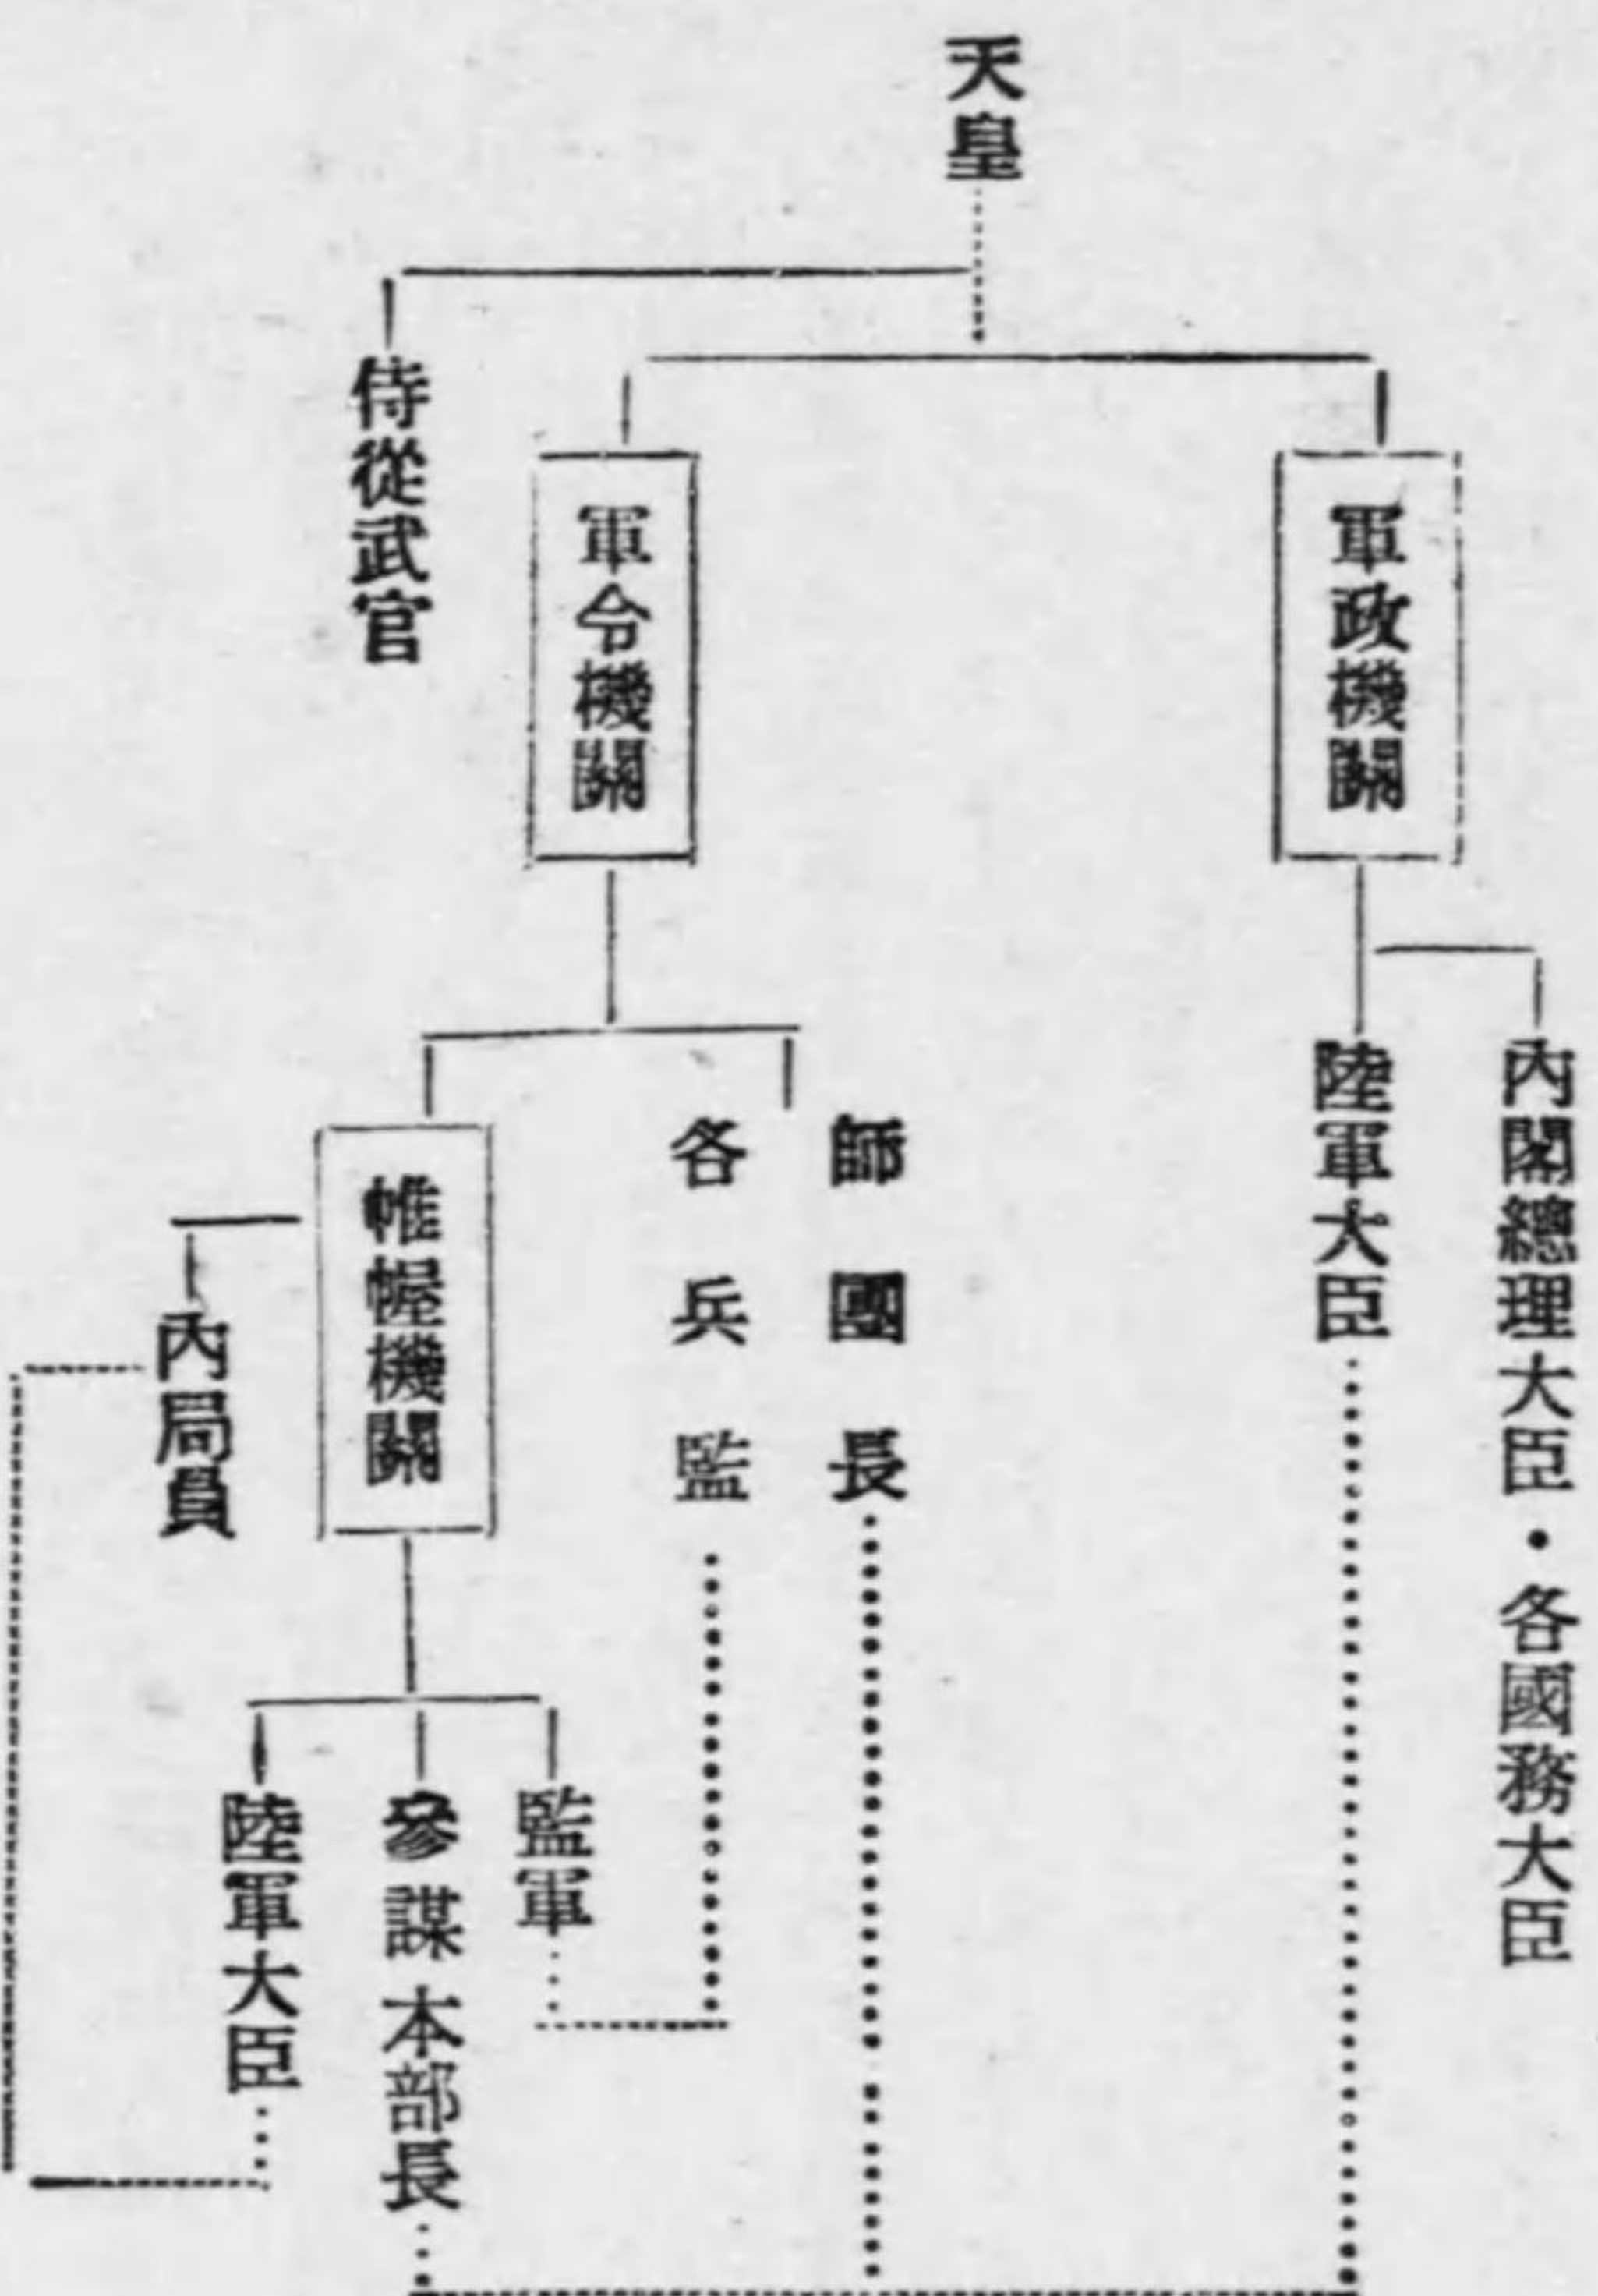 天皇
軍政機關
內閣總理大臣・各國務大臣
陸軍大臣
軍令機關
師團長
各兵監
帷幄機關
監軍
參謀本部長
陸軍大臣
內局員
侍從武官